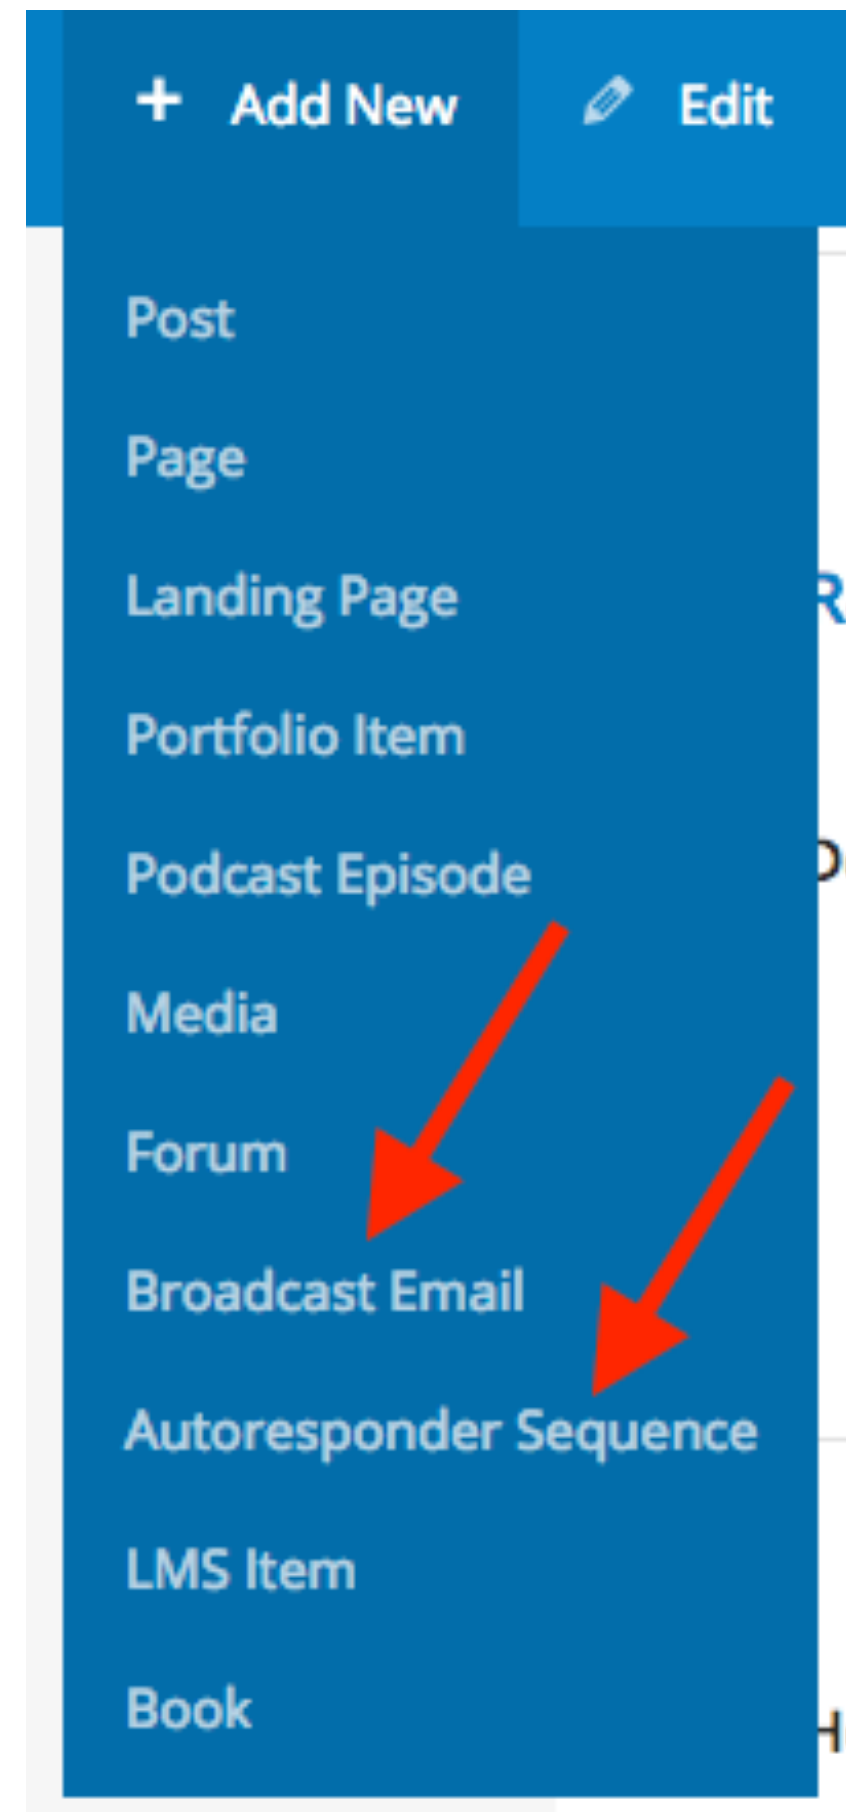 + Add New Edit
Post
Page
Landing Page
Portfolio Item
Podcast Episode
Media
Forum
Broadcast Email
Autoresponder Sequence
LMS Item
Book